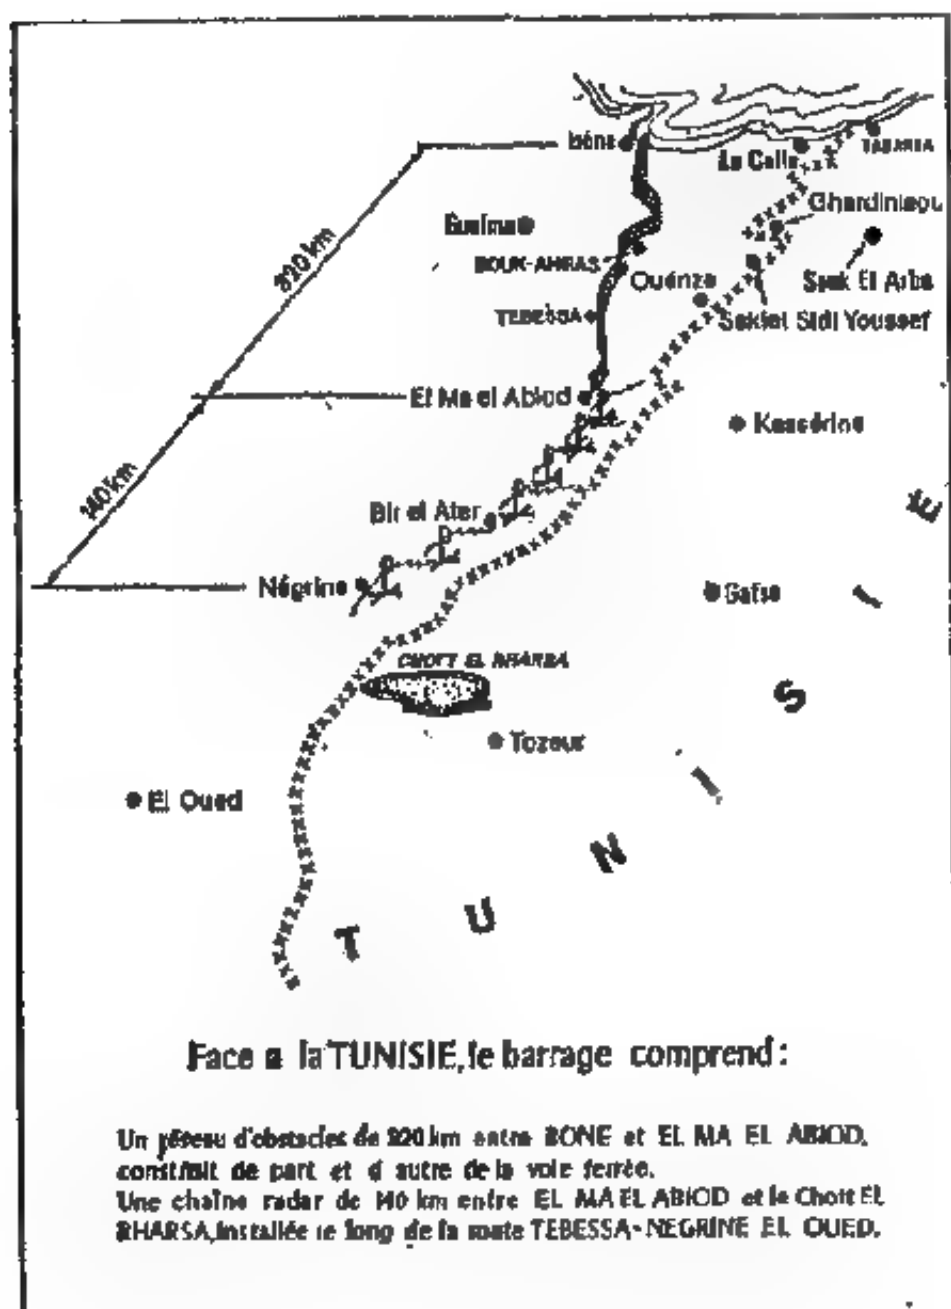 Bône
La Calle
TABARKA
Ghardimaou
Guelma
SOUK-AHRAS
Ouenza
Souk El Arba
TEBESSA
Sakiet Sidi Youssef
320 km
El Ma el Abiod
Kassérine
140 km
Bir el Ater
Négrine
Gafsa
CHOTT EL RHARSA
Tozeur
El Oued
TUNISIE
Face a la TUNISIE, le barrage comprend:
Un réseau d'obstacles de 320 km entre BONE et EL MA EL ABIOD,
construit de part et d'autre de la voie ferrée.
Une chaîne radar de 140 km entre EL MA EL ABIOD et le Chott EL
RHARSA, installée le long de la route TEBESSA-NEGRINE EL OUED.